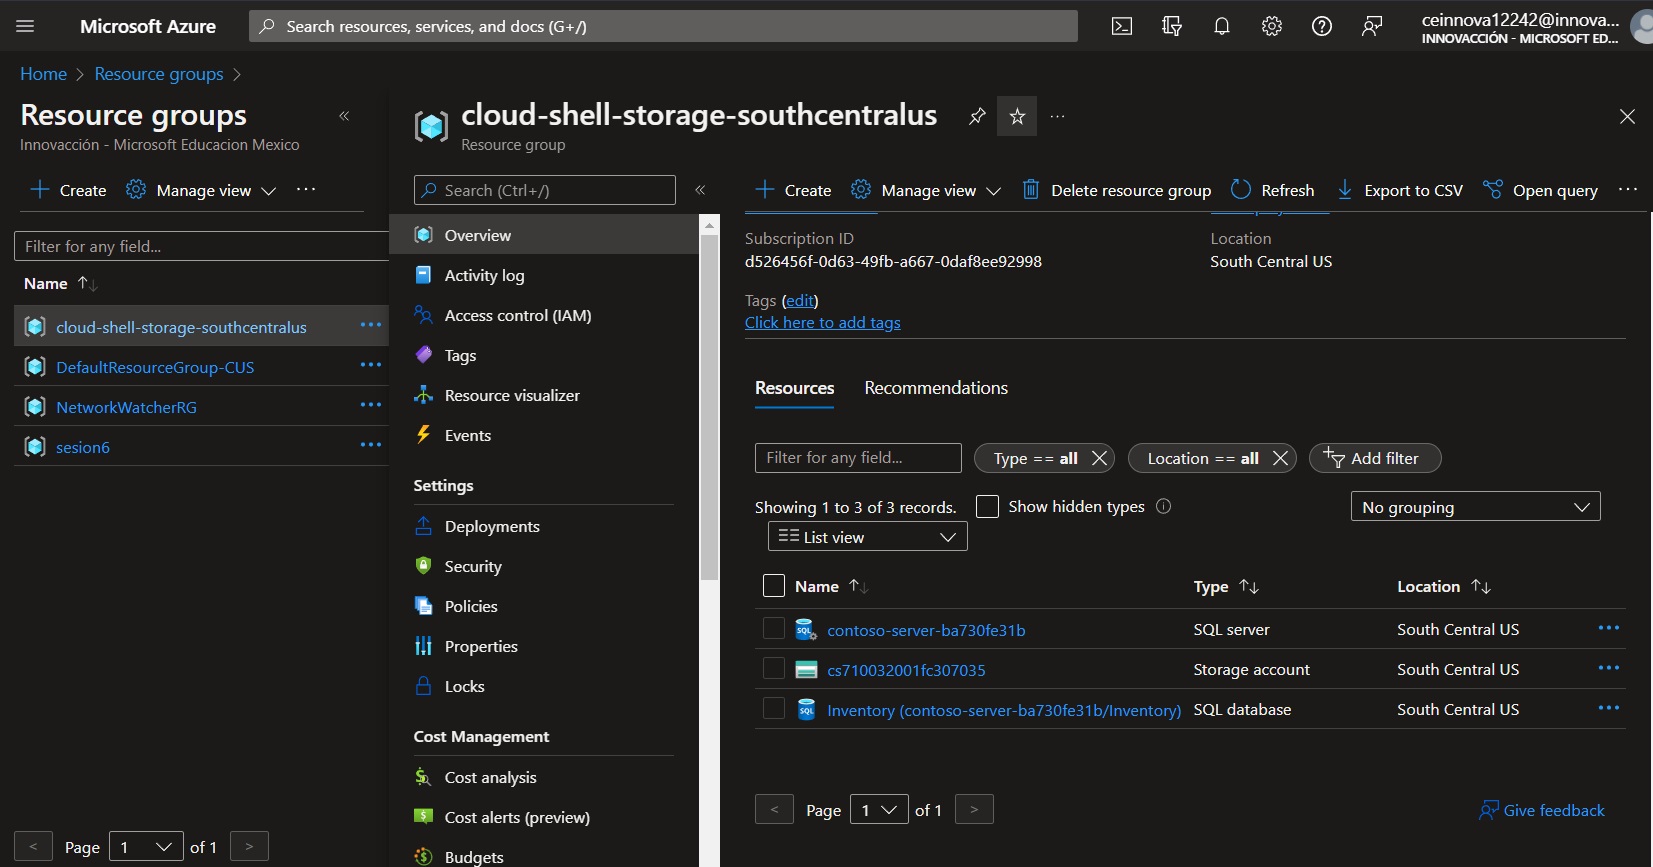 Microsoft Azure
Search resources, services, and docs (G+/)
ceinnova12242@innova...
INNOVACCIÓN - MICROSOFT ED...
Home > Resource groups >
Resource groups
Innovacción - Microsoft Educacion Mexico
Create
Manage view
Filter for any field...
Name
cloud-shell-storage-southcentralus
DefaultResourceGroup-CUS
NetworkWatcherRG
sesion6
< Page 1 of 1 >
cloud-shell-storage-southcentralus
Resource group
Search (Ctrl+/)
Overview
Activity log
Access control (IAM)
Tags
Resource visualizer
Events
Settings
Deployments
Security
Policies
Properties
Locks
Cost Management
Cost analysis
Cost alerts (preview)
Budgets
Create
Manage view
Delete resource group
Refresh
Export to CSV
Open query
Subscription ID
d526456f-0d63-49fb-a667-0daf8ee92998
Location
South Central US
Tags (edit)
Click here to add tags
Resources
Recommendations
Filter for any field...
Type == all
Location == all
Add filter
Showing 1 to 3 of 3 records.
Show hidden types
No grouping
List view
Name Type Location
contoso-server-ba730fe31b SQL server South Central US
cs710032001fc307035 Storage account South Central US
Inventory (contoso-server-ba730fe31b/Inventory) SQL database South Central US
< Page 1 of 1 >
Give feedback